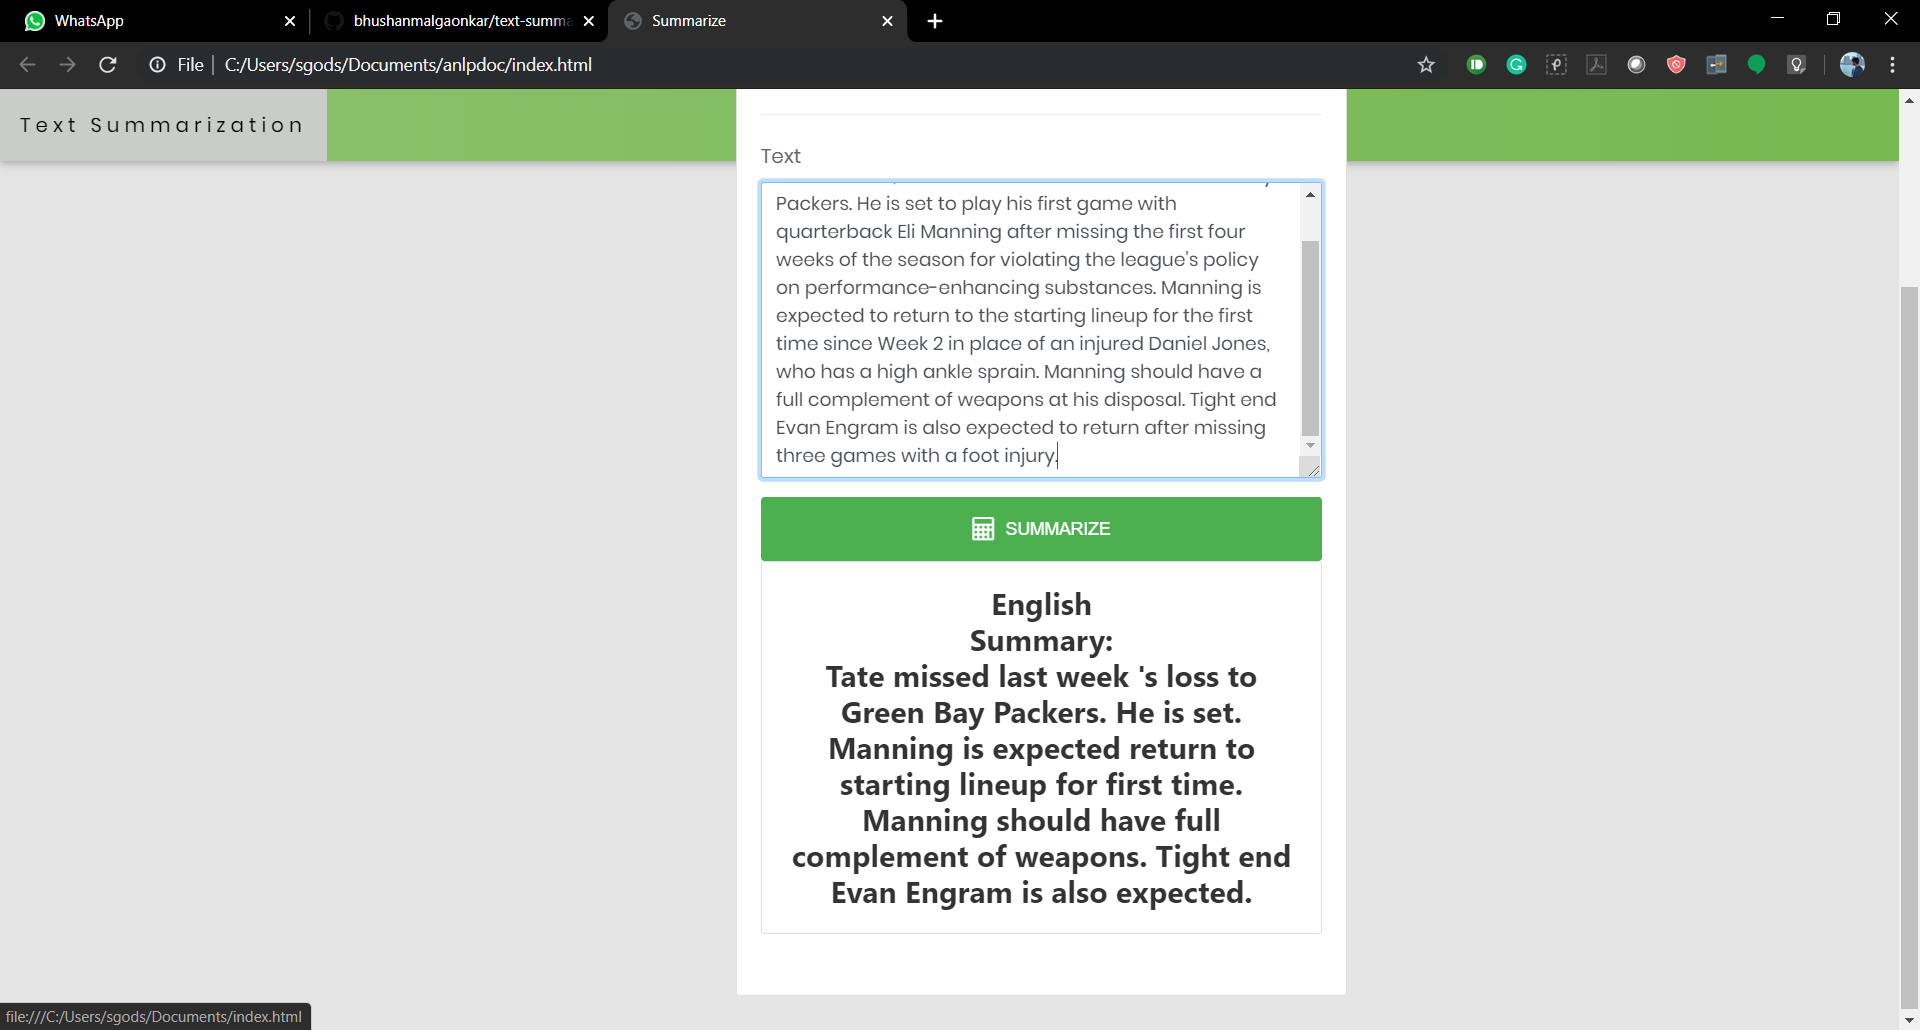 WhatsApp
bhushanmalgaonkar/text-summa
Summarize
File
C:/Users/sgods/Documents/anlpdoc/index.html
Text Summarization
Text
Packers. He is set to play his first game with
quarterback Eli Manning after missing the first four
weeks of the season for violating the league's policy
on performance-enhancing substances. Manning is
expected to return to the starting lineup for the first
time since Week 2 in place of an injured Daniel Jones,
who has a high ankle sprain. Manning should have a
full complement of weapons at his disposal. Tight end
Evan Engram is also expected to return after missing
three games with a foot injury.
SUMMARIZE
English
Summary:
Tate missed last week 's loss to
Green Bay Packers. He is set.
Manning is expected return to
starting lineup for first time.
Manning should have full
complement of weapons. Tight end
Evan Engram is also expected.
file:///C:/Users/sgods/Documents/index.html